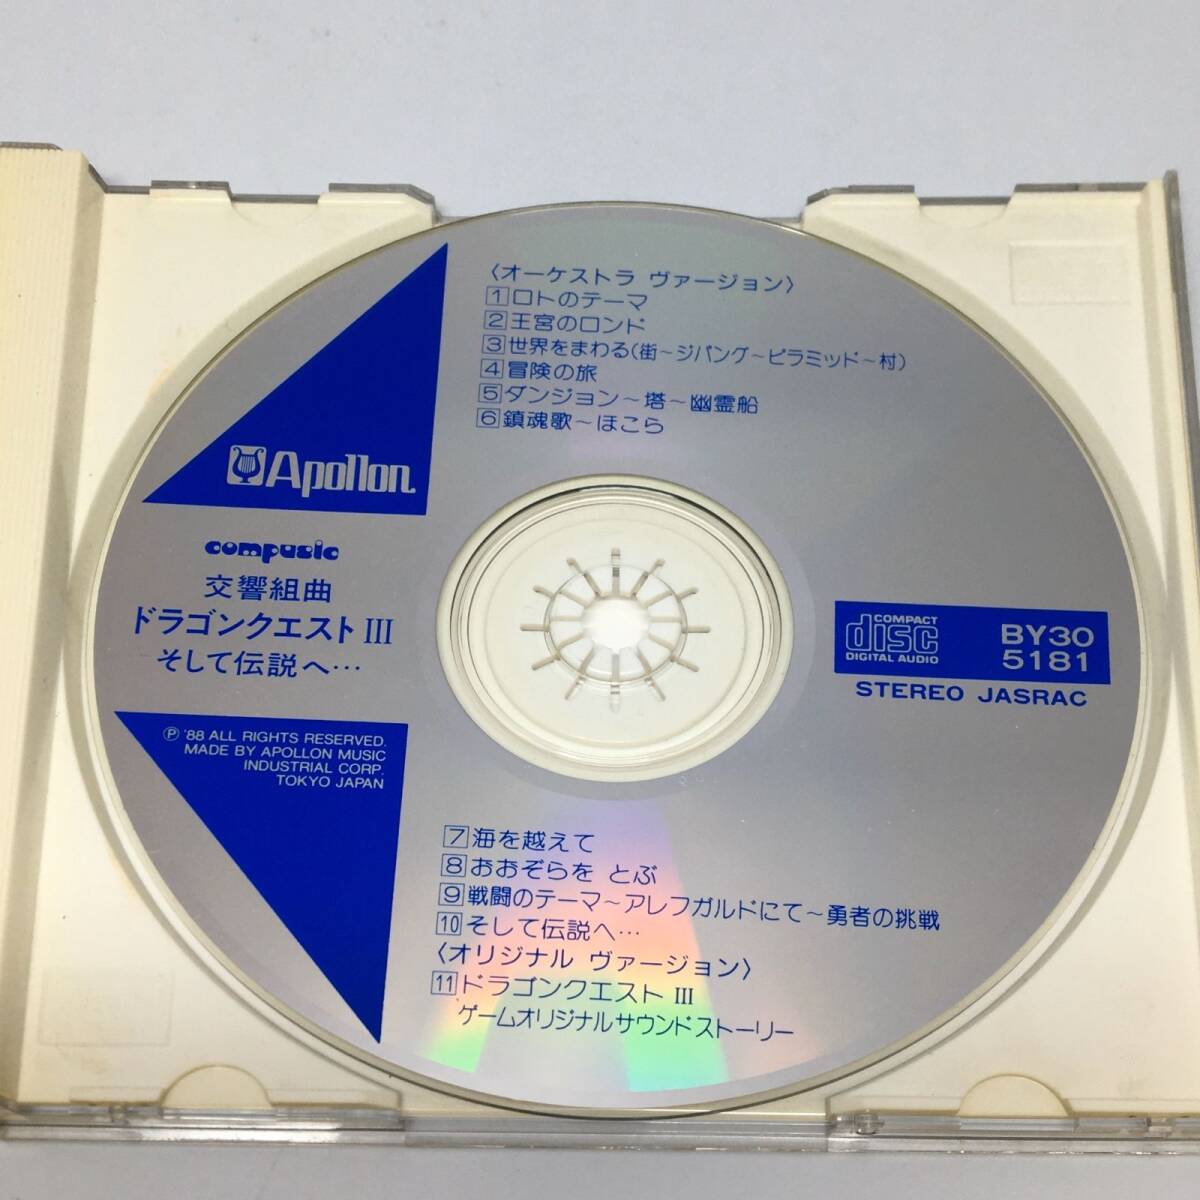 〈オーケストラ ヴァージョン〉
1 ロトのテーマ
2 王宮のロンド
3 世界をまわる(街～ジパング～ピラミッド～村)
4 冒険の旅
5 ダンジョン～塔～幽霊船
6 鎮魂歌～ほこら
Apollon
compusic
交響組曲
ドラゴンクエストIII
そして伝説へ…
COMPACT
disc
DIGITAL AUDIO
BY30
5181
STEREO JASRAC
Ⓟ '88 ALL RIGHTS RESERVED.
MADE BY APOLLON MUSIC
INDUSTRIAL CORP.
TOKYO JAPAN
7 海を越えて
8 おおぞらを とぶ
9 戦闘のテーマ～アレフガルドにて～勇者の挑戦
10 そして伝説へ…
〈オリジナル ヴァージョン〉
11 ドラゴンクエスト III
ゲームオリジナルサウンドストーリー